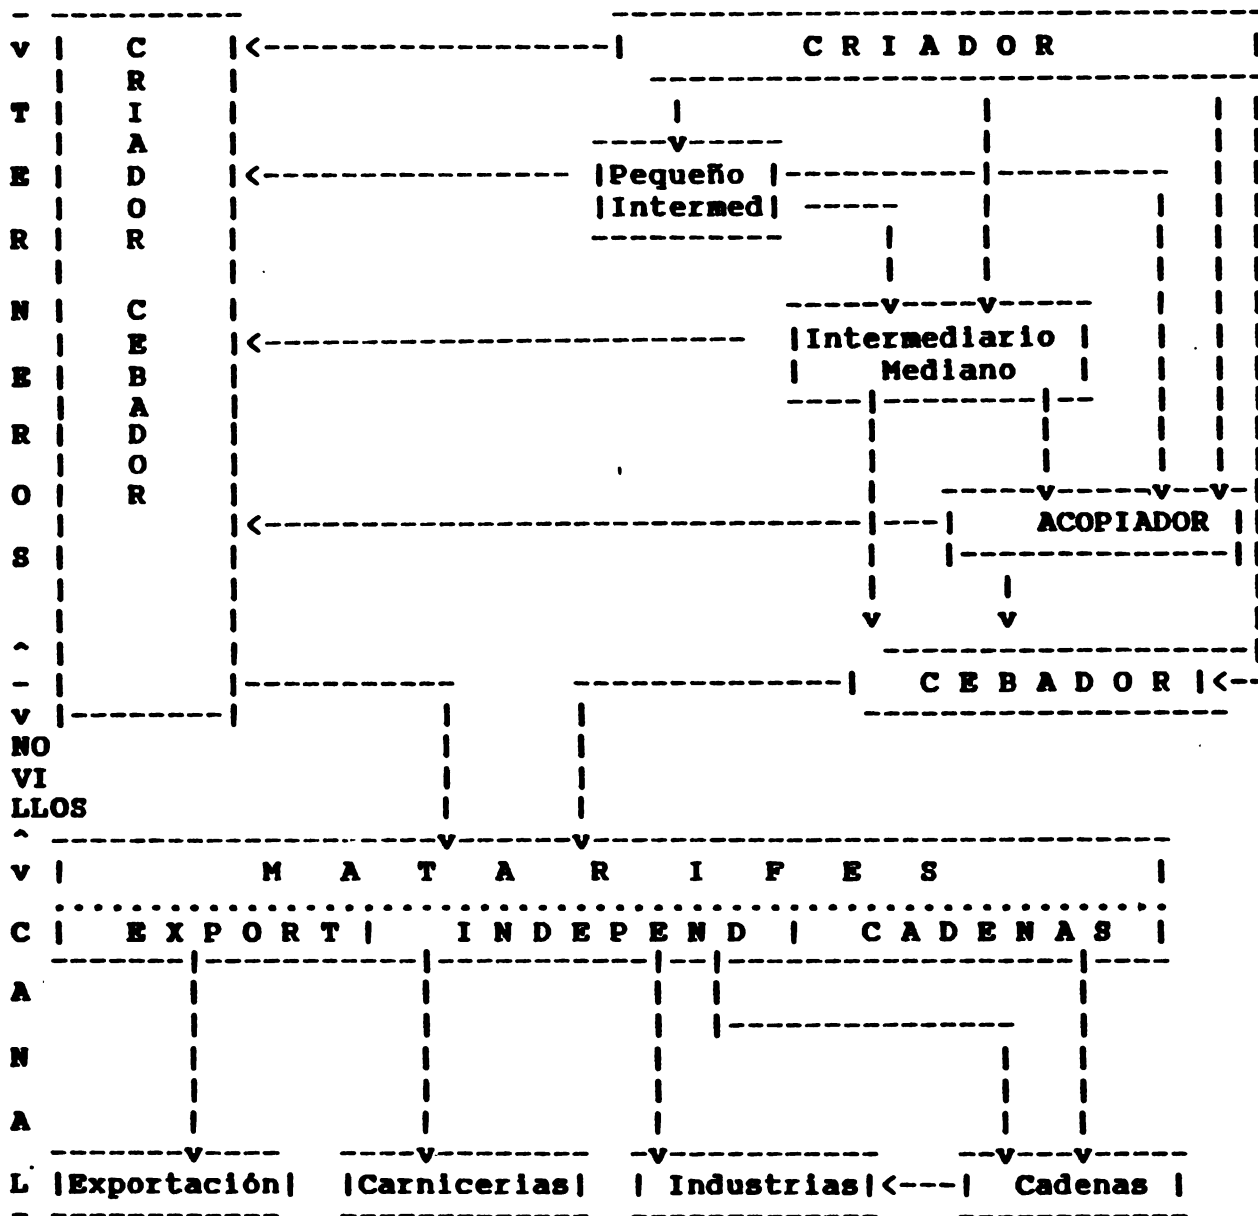 T E R N E R O S
C R I A D O R C E B A D O R
C R I A D O R
Pequeño
Intermed
Intermediario
Mediano
ACOPIADOR
C E B A D O R
NO
VI
LLOS
M A T A R I F E S
E X P O R T I N D E P E N D C A D E N A S
C A N A L
Exportación Carnicerias Industrias Cadenas